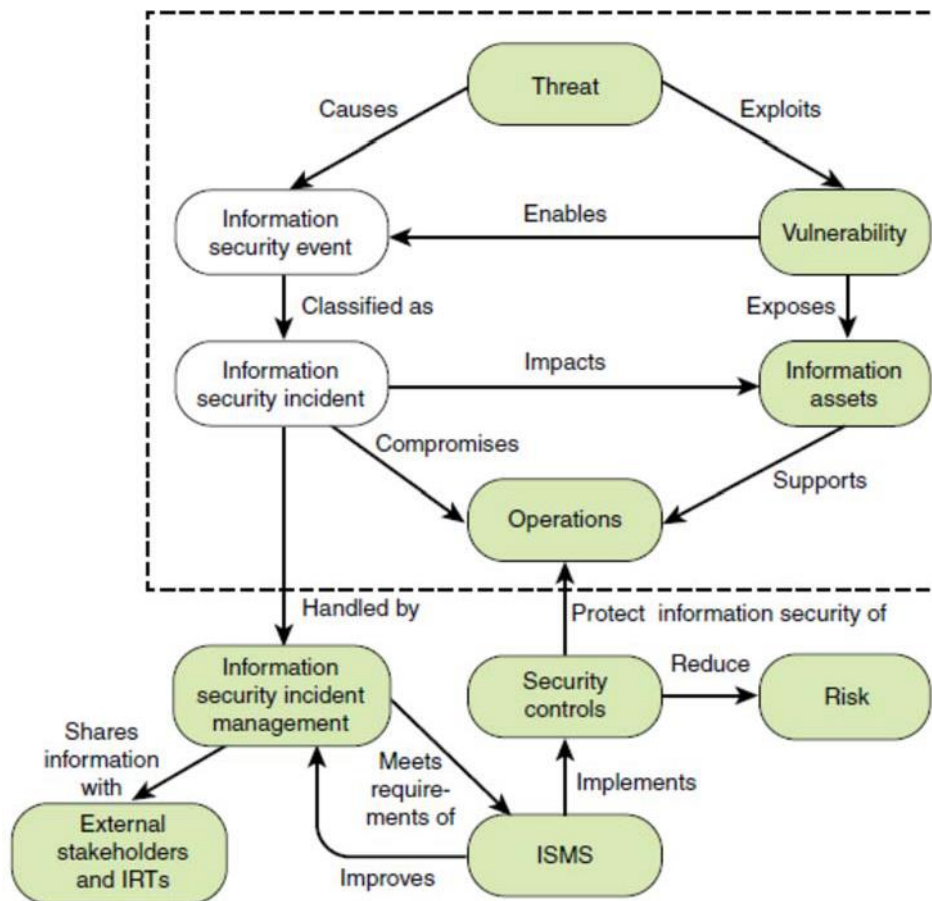 Threat
Causes
Exploits
Information
security event
Enables
Vulnerability
Classified as
Exposes
Information
security incident
Impacts
Information
assets
Compromises
Supports
Operations
Handled by
Protect information security of
Information
security incident
management
Security
controls
Reduce
Risk
Shares
information
with
Meets
require-
ments of
Implements
External
stakeholders
and IRTs
Improves
ISMS